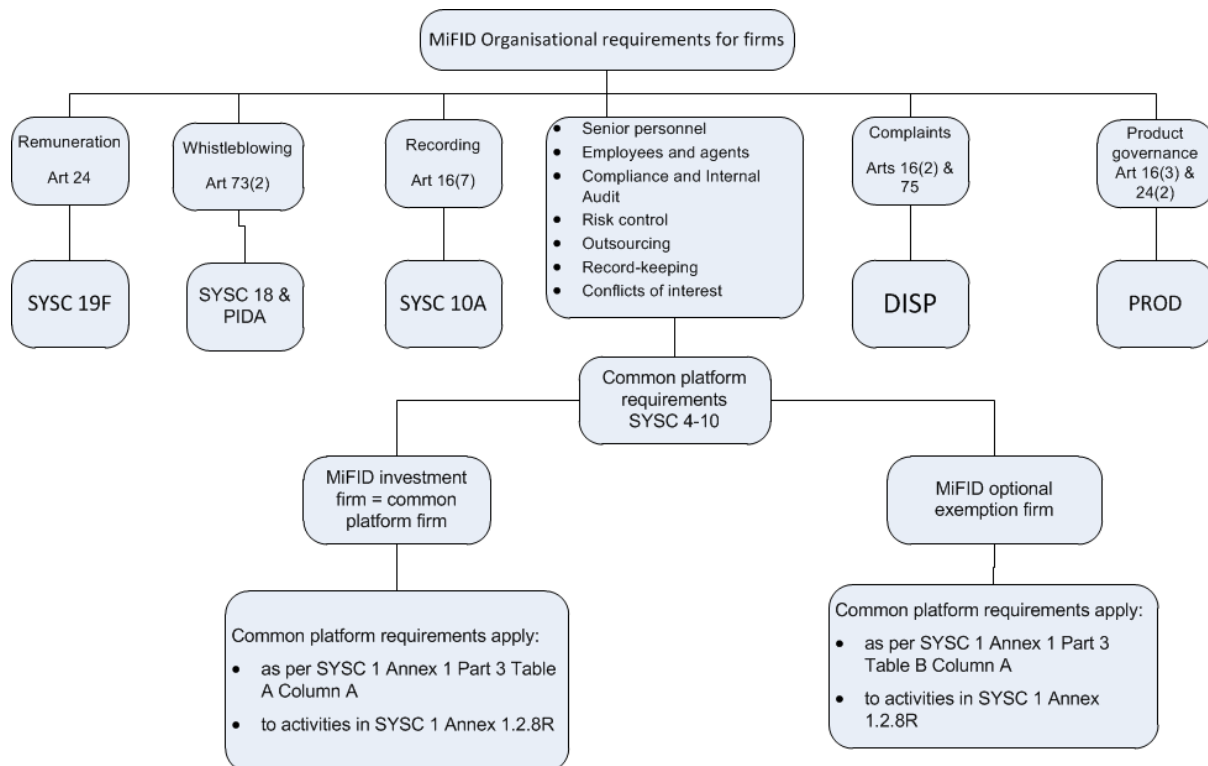 MiFID Organisational requirements for firms
Remuneration
Art 24
Whistleblowing
Art 73(2)
Recording
Art 16(7)
• Senior personnel
• Employees and agents
• Compliance and Internal
Audit
• Risk control
• Outsourcing
• Record-keeping
• Conflicts of interest
Complaints
Arts 16(2) &
75
Product
governance
Art 16(3) &
24(2)
SYSC 19F
SYSC 18 &
PIDA
SYSC 10A
DISP
PROD
Common platform
requirements
SYSC 4-10
MiFID investment
firm = common
platform firm
MiFID optional
exemption firm
Common platform requirements apply:
• as per SYSC 1 Annex 1 Part 3 Table
A Column A
• to activities in SYSC 1 Annex 1.2.8R
Common platform requirements apply:
• as per SYSC 1 Annex 1 Part 3
Table B Column A
• to activities in SYSC 1 Annex
1.2.8R